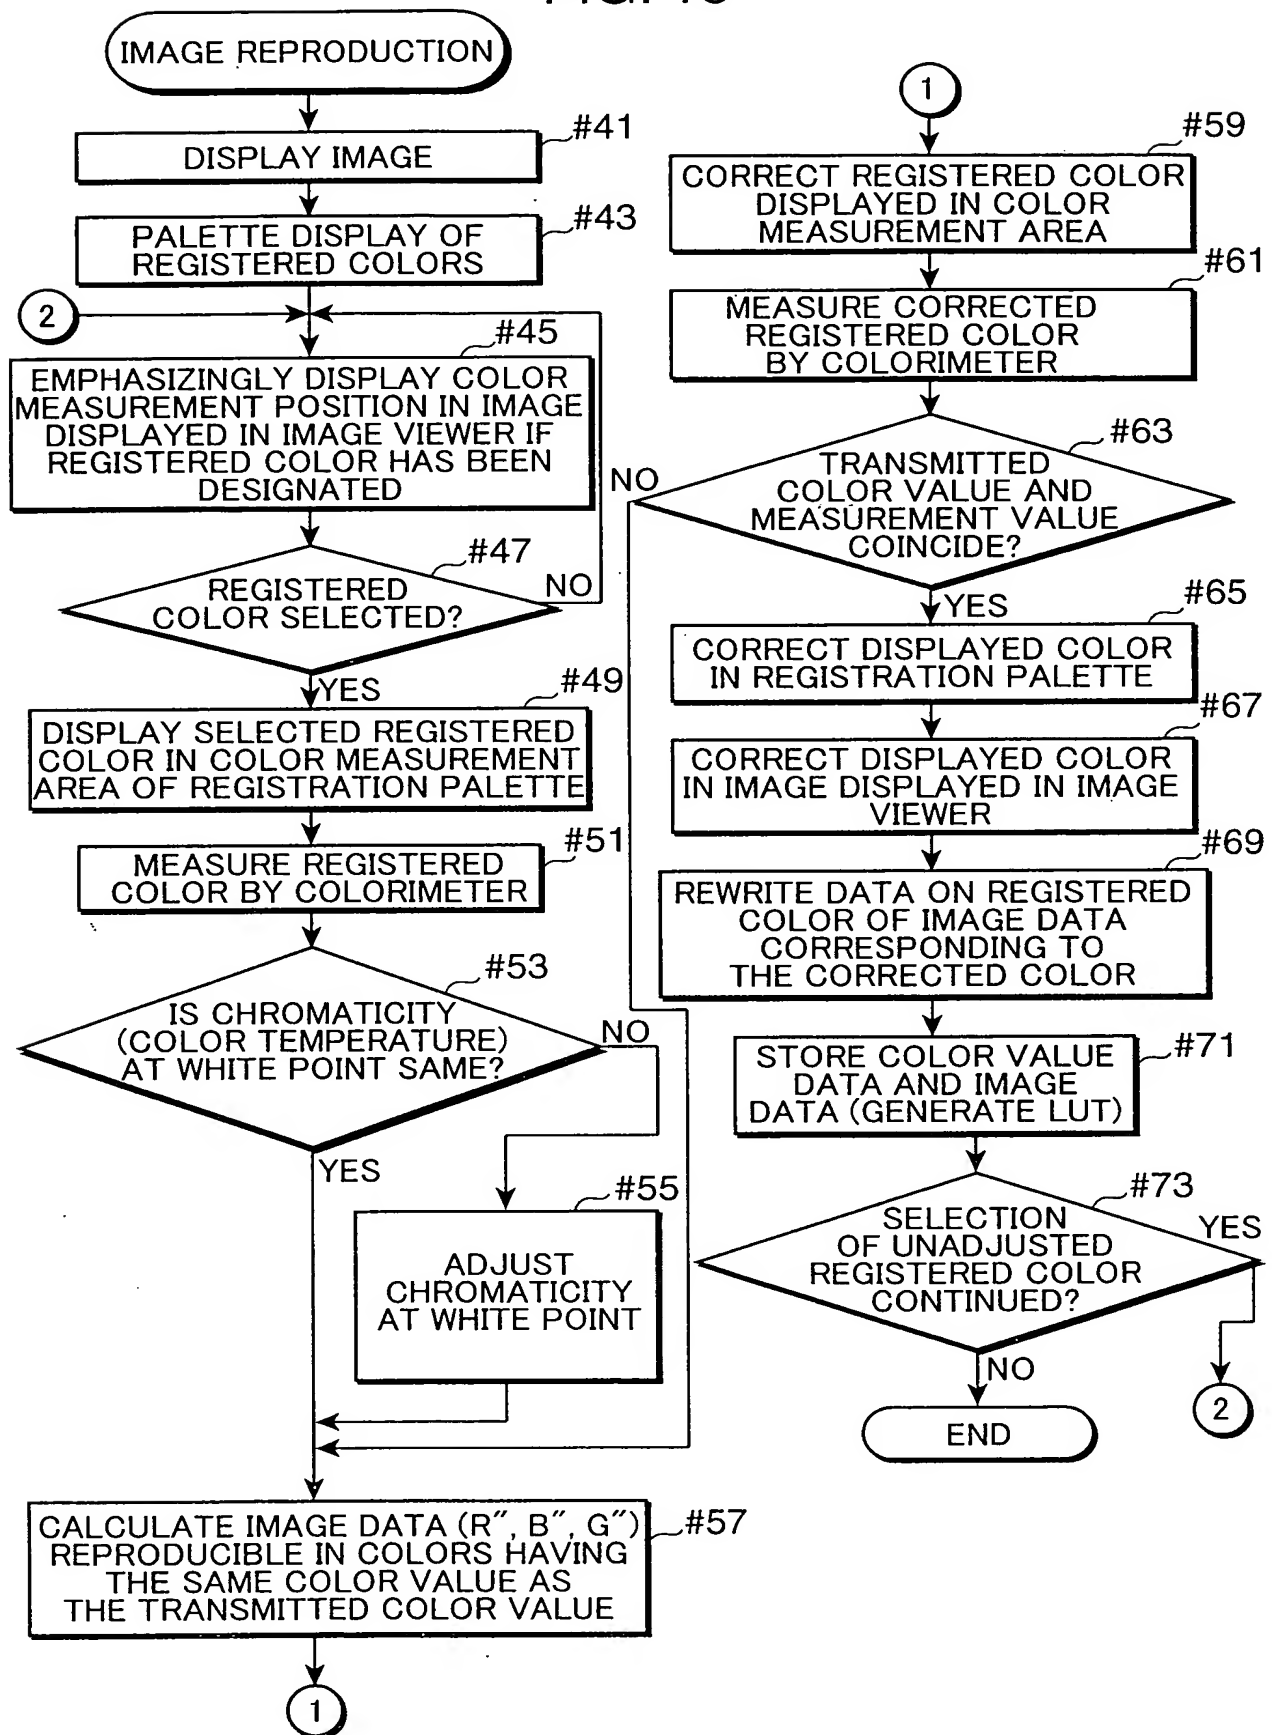 IMAGE REPRODUCTION
#41
DISPLAY IMAGE
#43
PALETTE DISPLAY OF
REGISTERED COLORS
2
#45
EMPHASIZINGLY DISPLAY COLOR
MEASUREMENT POSITION IN IMAGE
DISPLAYED IN IMAGE VIEWER IF
REGISTERED COLOR HAS BEEN
DESIGNATED
#47
REGISTERED
COLOR SELECTED?
NO
YES
#49
DISPLAY SELECTED REGISTERED
COLOR IN COLOR MEASUREMENT
AREA OF REGISTRATION PALETTE
#51
MEASURE REGISTERED
COLOR BY COLORIMETER
#53
IS CHROMATICITY
(COLOR TEMPERATURE)
AT WHITE POINT SAME?
NO
YES
#55
ADJUST
CHROMATICITY
AT WHITE POINT
#57
CALCULATE IMAGE DATA (R″, B″, G″)
REPRODUCIBLE IN COLORS HAVING
THE SAME COLOR VALUE AS
THE TRANSMITTED COLOR VALUE
1
1
#59
CORRECT REGISTERED COLOR
DISPLAYED IN COLOR
MEASUREMENT AREA
#61
MEASURE CORRECTED
REGISTERED COLOR
BY COLORIMETER
#63
TRANSMITTED
COLOR VALUE AND
MEASUREMENT VALUE
COINCIDE?
NO
YES
#65
CORRECT DISPLAYED COLOR
IN REGISTRATION PALETTE
#67
CORRECT DISPLAYED COLOR
IN IMAGE DISPLAYED IN IMAGE
VIEWER
#69
REWRITE DATA ON REGISTERED
COLOR OF IMAGE DATA
CORRESPONDING TO
THE CORRECTED COLOR
#71
STORE COLOR VALUE
DATA AND IMAGE
DATA (GENERATE LUT)
#73
SELECTION
OF UNADJUSTED
REGISTERED COLOR
CONTINUED?
YES
NO
2
END